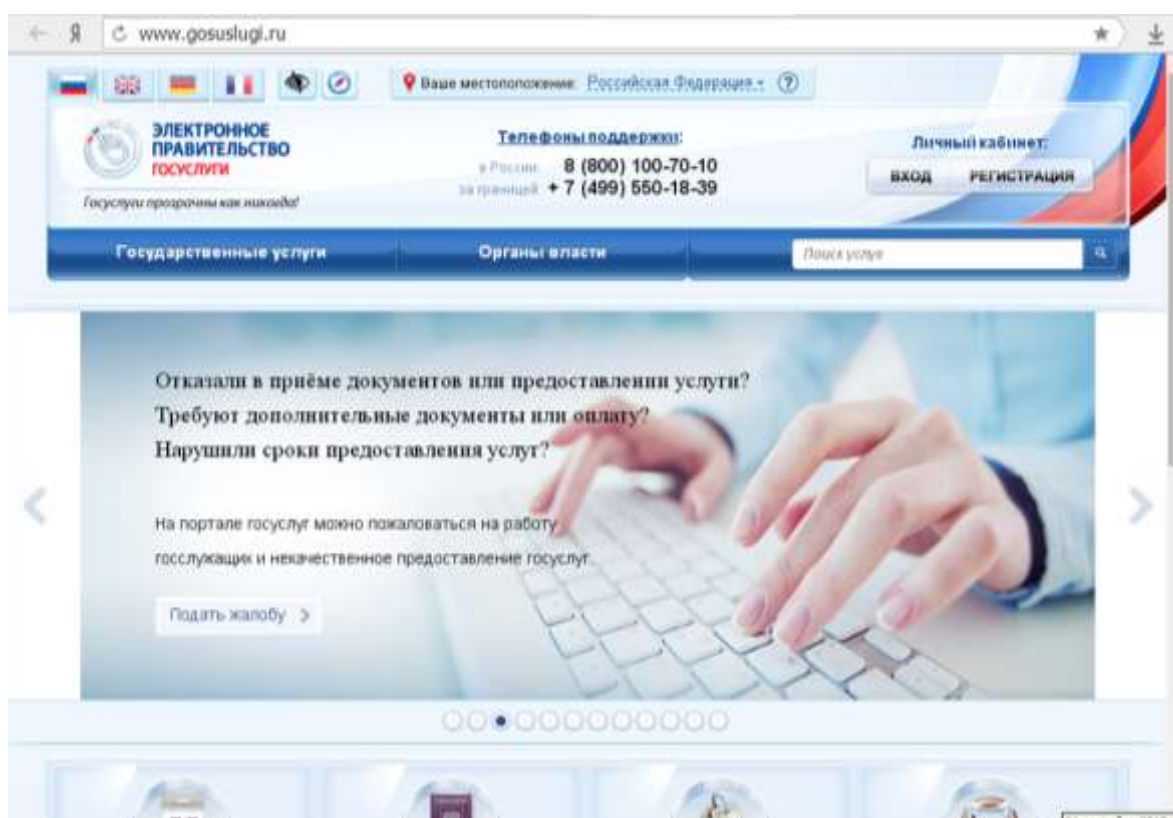 Я www.gosuslugi.ru
Ваше местоположение: Российская Федерация
ЭЛЕКТРОННОЕ
ПРАВИТЕЛЬСТВО
ГОСУСЛУГИ
Госуслуги прозрачны как никогда!
Телефоны поддержки:
в России: 8 (800) 100-70-10
за границей: + 7 (499) 550-18-39
Личный кабинет:
ВХОД РЕГИСТРАЦИЯ
Государственные услуги Органы власти Поиск услуг
Отказали в приёме документов или предоставлении услуги?
Требуют дополнительные документы или оплату?
Нарушили сроки предоставления услуг?
На портале госуслуг можно пожаловаться на работу
госслужащих и некачественное предоставление госуслуг
Подать жалобу